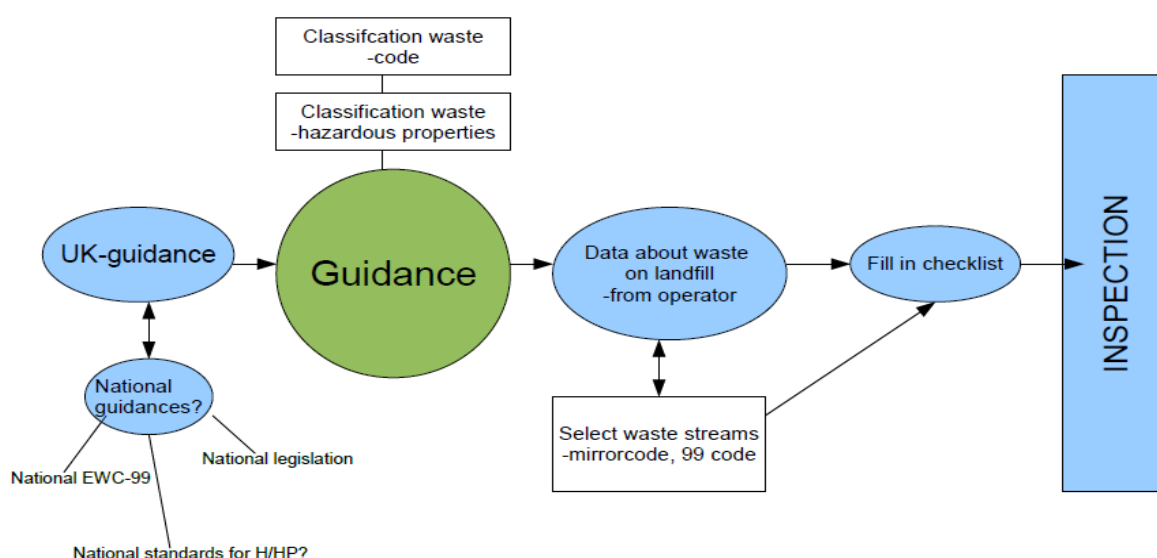 Classifcation waste
-code
Classification waste
-hazardous properties
UK-guidance
Guidance
Data about waste
on landfill
-from operator
Fill in checklist
INSPECTION
National
guidances?
Select waste streams
-mirrorcode, 99 code
National legislation
National EWC-99
National standards for H/HP?